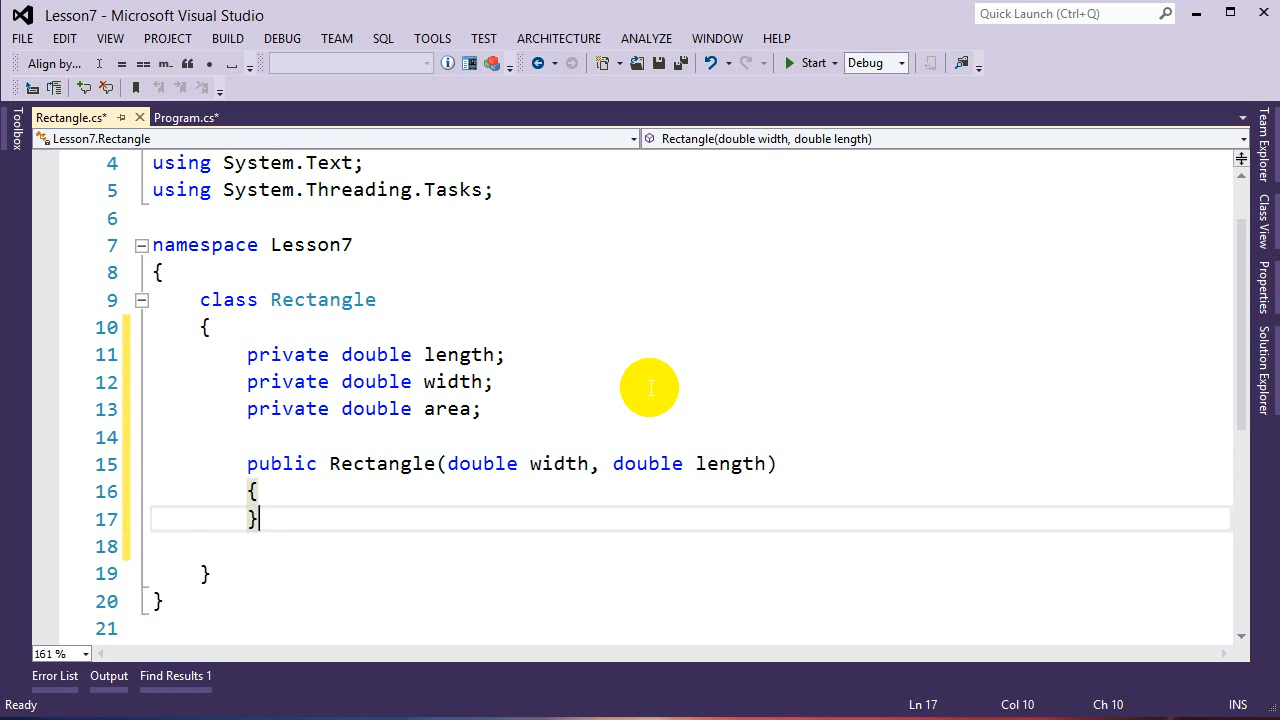 Lesson7 - Microsoft Visual Studio
Quick Launch (Ctrl+Q)
FILE EDIT VIEW PROJECT BUILD DEBUG TEAM SQL TOOLS TEST ARCHITECTURE ANALYZE WINDOW HELP
Align by... = == m.. Start Debug
Rectangle.cs* Program.cs*
Lesson7.Rectangle Rectangle(double width, double length)
Toolbox
4 using System.Text;
5 using System.Threading.Tasks;
6
7 namespace Lesson7
8 {
9 class Rectangle
10 {
11 private double length;
12 private double width;
13 private double area;
14
15 public Rectangle(double width, double length)
16 {
17 }
18
19 }
20 }
21
Team Explorer
Class View
Properties
Solution Explorer
161 %
Error List Output Find Results 1
Ready Ln 17 Col 10 Ch 10 INS